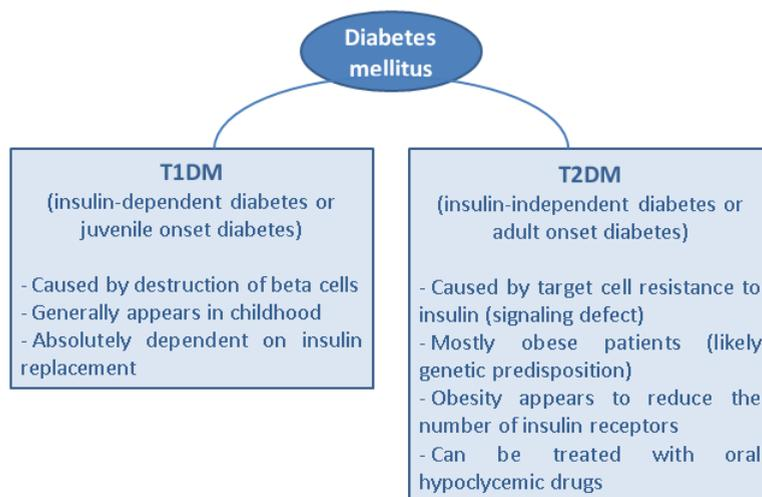 Diabetes
mellitus
T1DM
(insulin-dependent diabetes or
juvenile onset diabetes)
- Caused by destruction of beta cells
- Generally appears in childhood
- Absolutely dependent on insulin
replacement
T2DM
(insulin-independent diabetes or
adult onset diabetes)
- Caused by target cell resistance to
insulin (signaling defect)
- Mostly obese patients (likely
genetic predisposition)
- Obesity appears to reduce the
number of insulin receptors
- Can be treated with oral
hypoclycemic drugs